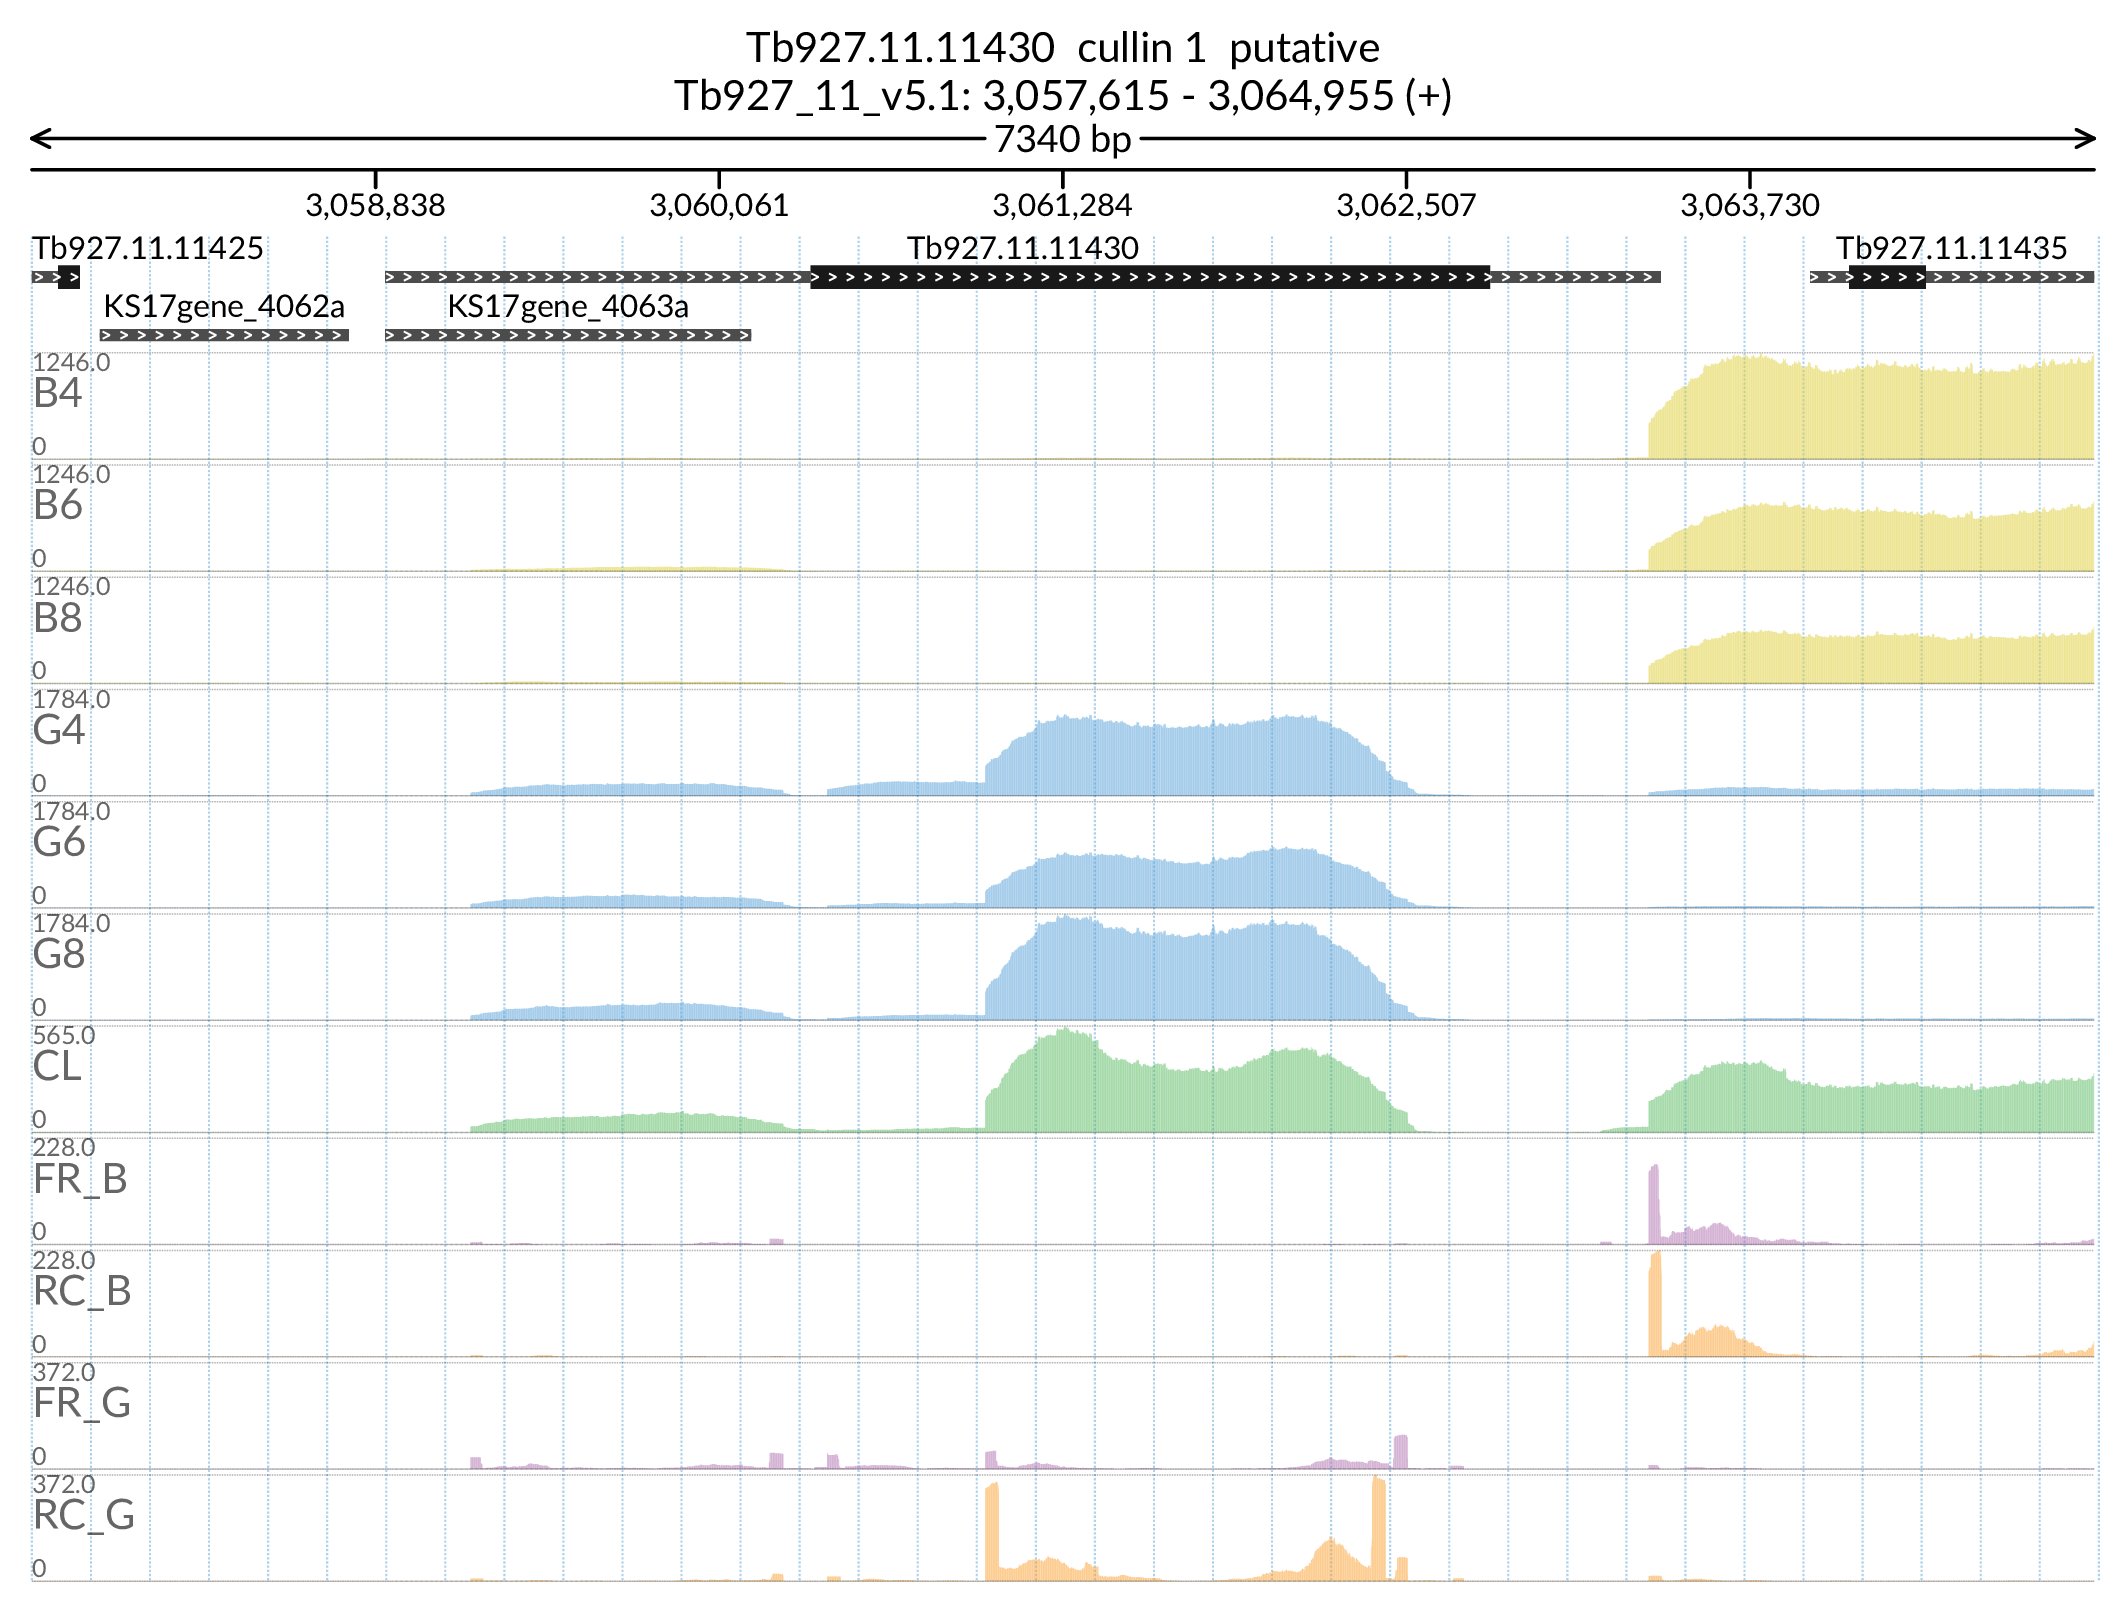 Tb927.11.11430 cullin 1 putative
Tb927_11_v5.1: 3,057,615 - 3,064,955 (+)
7340 bp
3,058,838 3,060,061 3,061,284 3,062,507 3,063,730
Tb927.11.11425 Tb927.11.11430 Tb927.11.11435
KS17gene_4062a KS17gene_4063a
1246.0
B4
0
1246.0
B6
0
1246.0
B8
0
1784.0
G4
0
1784.0
G6
0
1784.0
G8
0
565.0
CL
0
228.0
FR_B
0
228.0
RC_B
0
372.0
FR_G
0
372.0
RC_G
0